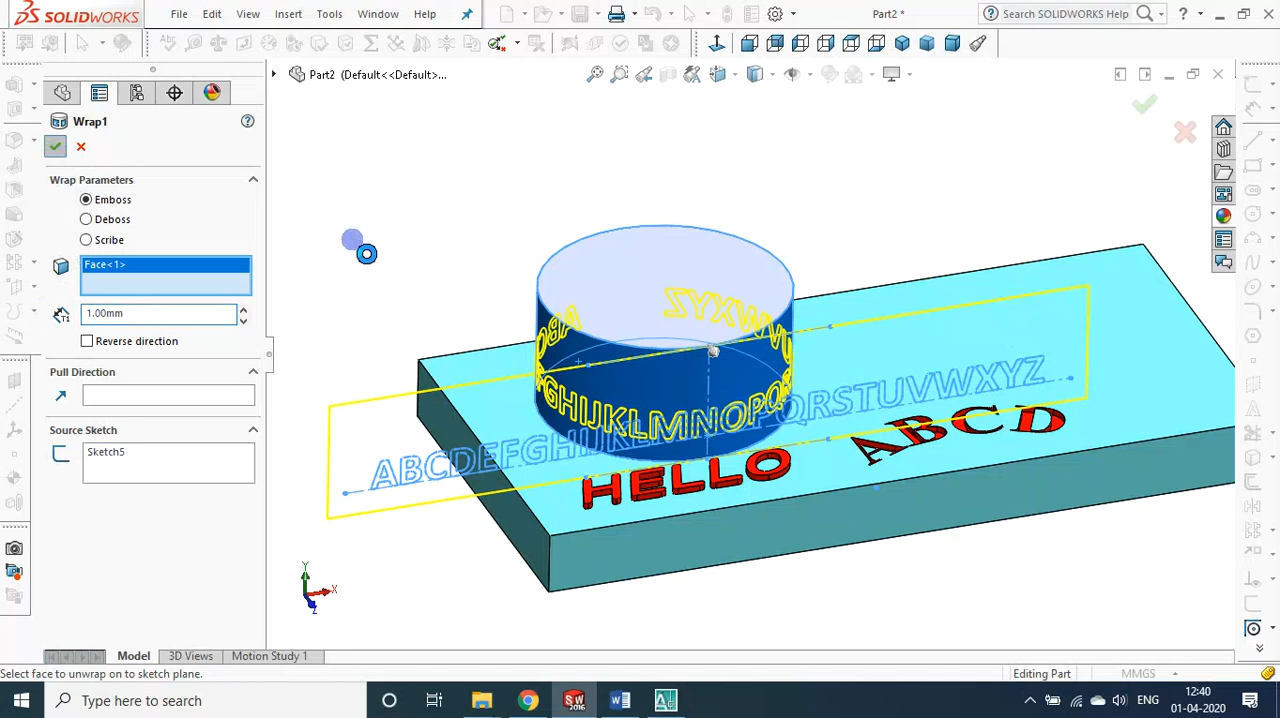 SOLIDWORKS File Edit View Insert Tools Window Help Part2 * Search SOLIDWORKS Help ?
Part2 (Default<<Default>...
Wrap1
Wrap Parameters
Emboss
Deboss
Scribe
Face<1>
1.00mm
Reverse direction
Pull Direction
Source Sketch
Sketch5
ABCDEFGHIJKLMNOPQRSTUVWXYZ
HELLO
ABCD
Y
X
Z
Model 3D Views Motion Study 1
Select face to unwrap on to sketch plane. Editing Part MMGS
Type here to search
SW
2016
ENG
12:40
01-04-2020